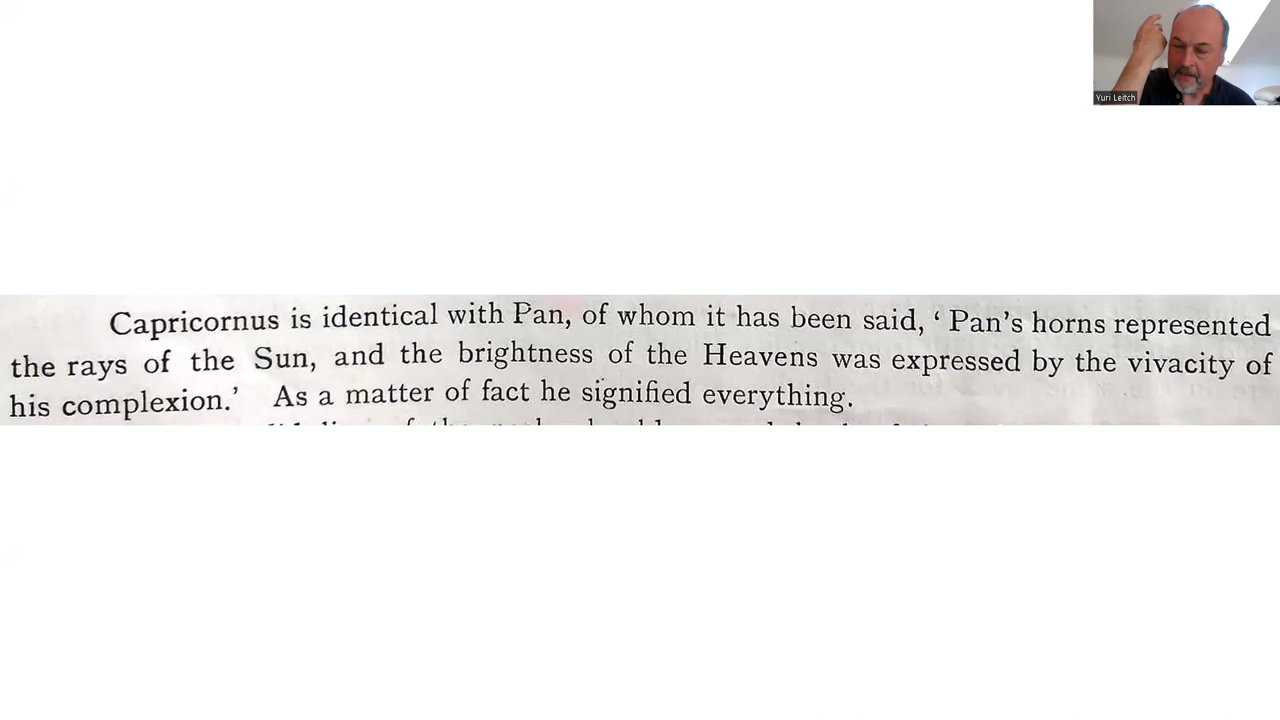 Yuri Leitch
Capricornus is identical with Pan, of whom it has been said, ‘ Pan’s horns represented
the rays of the Sun, and the brightness of the Heavens was expressed by the vivacity of
his complexion.’ As a matter of fact he signified everything.